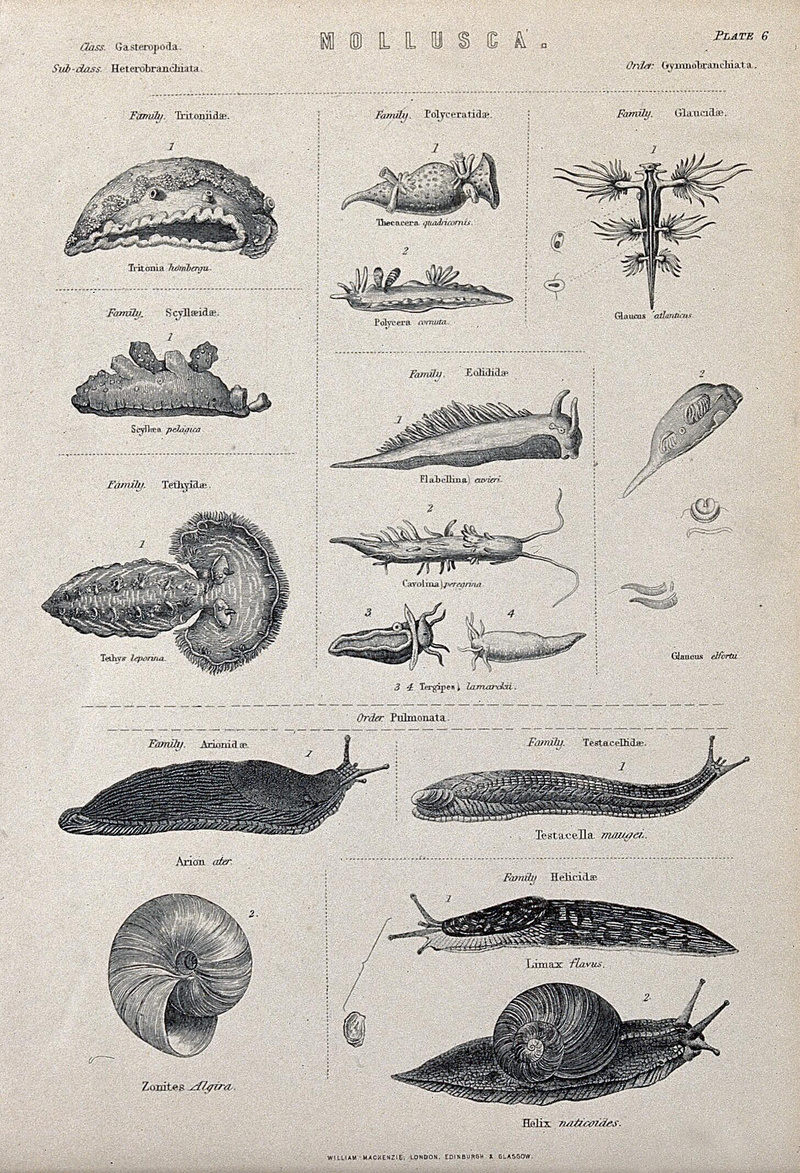 MOLLUSCA.
PLATE 6
Class. Gasteropoda.
Sub-class. Heterobranchiata.
Order. Gymnobranchiata.
Family. Tritoniidæ.
1
Tritonia hombergu.
Family. Scyllæidæ.
1
Scyllæa pelagica.
Family. Tethyidæ.
1
Tethys leporina.
Family. Polyceratidæ.
1
Thecacera quadricornis.
2
Polycera cornuta.
Family. Glaucidæ.
1
Glaucus atlanticus.
Family. Eolididæ
1
Flabellina cuvieri.
2
Cavolina peregrina.
3
4
3 4 Tergipes lamarckii.
2
Glaucus
Order Pulmonata.
Family. Arionidæ.
1
Arion ater.
Family. Testacellidæ.
1
Testacella maugei.
2.
Zonites Algira.
Family Helicidæ
1
Limax flavus.
2
Helix naticoides.
WILLIAM MACKENZIE, LONDON, EDINBURGH & GLASGOW.